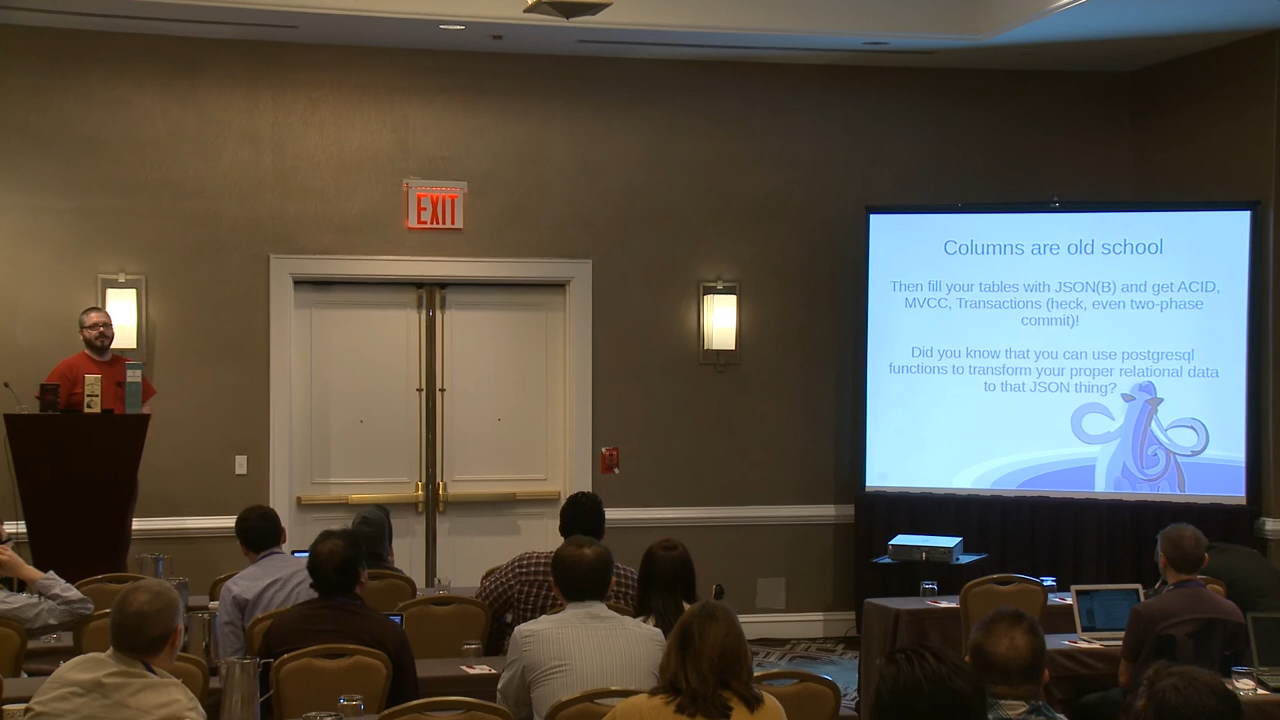 EXIT
Columns are old school
Then fill your tables with JSON(B) and get ACID,
MVCC, Transactions (heck, even two-phase
commit)!
Did you know that you can use postgresql
functions to transform your proper relational data
to that JSON thing?